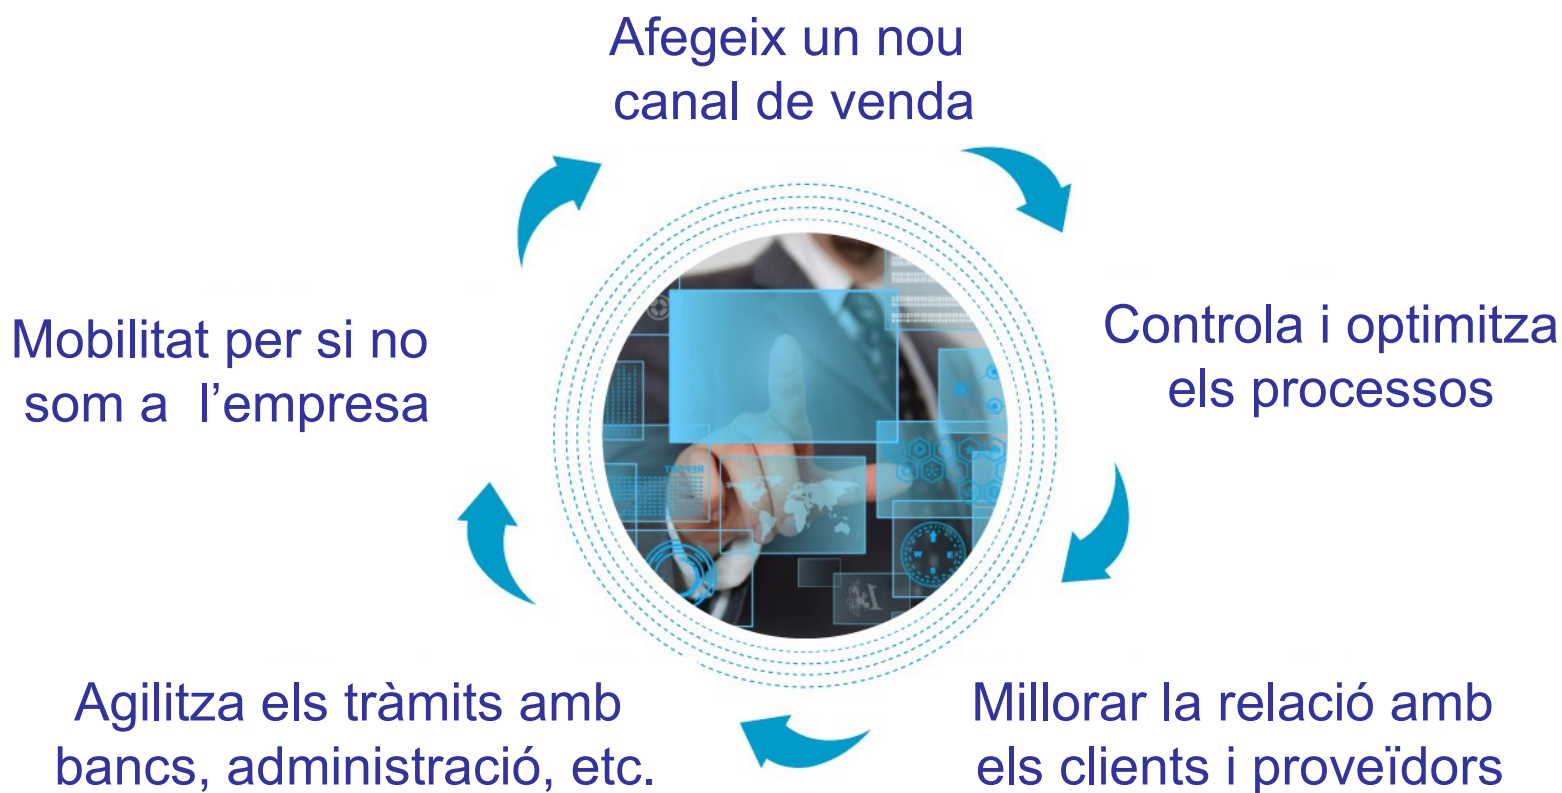 Afegeix un nou
canal de venda
Controla i optimitza
els processos
Millorar la relació amb
els clients i proveïdors
Agilitza els tràmits amb
bancs, administració, etc.
Mobilitat per si no
som a  l’empresa
REPORT
W
E
S